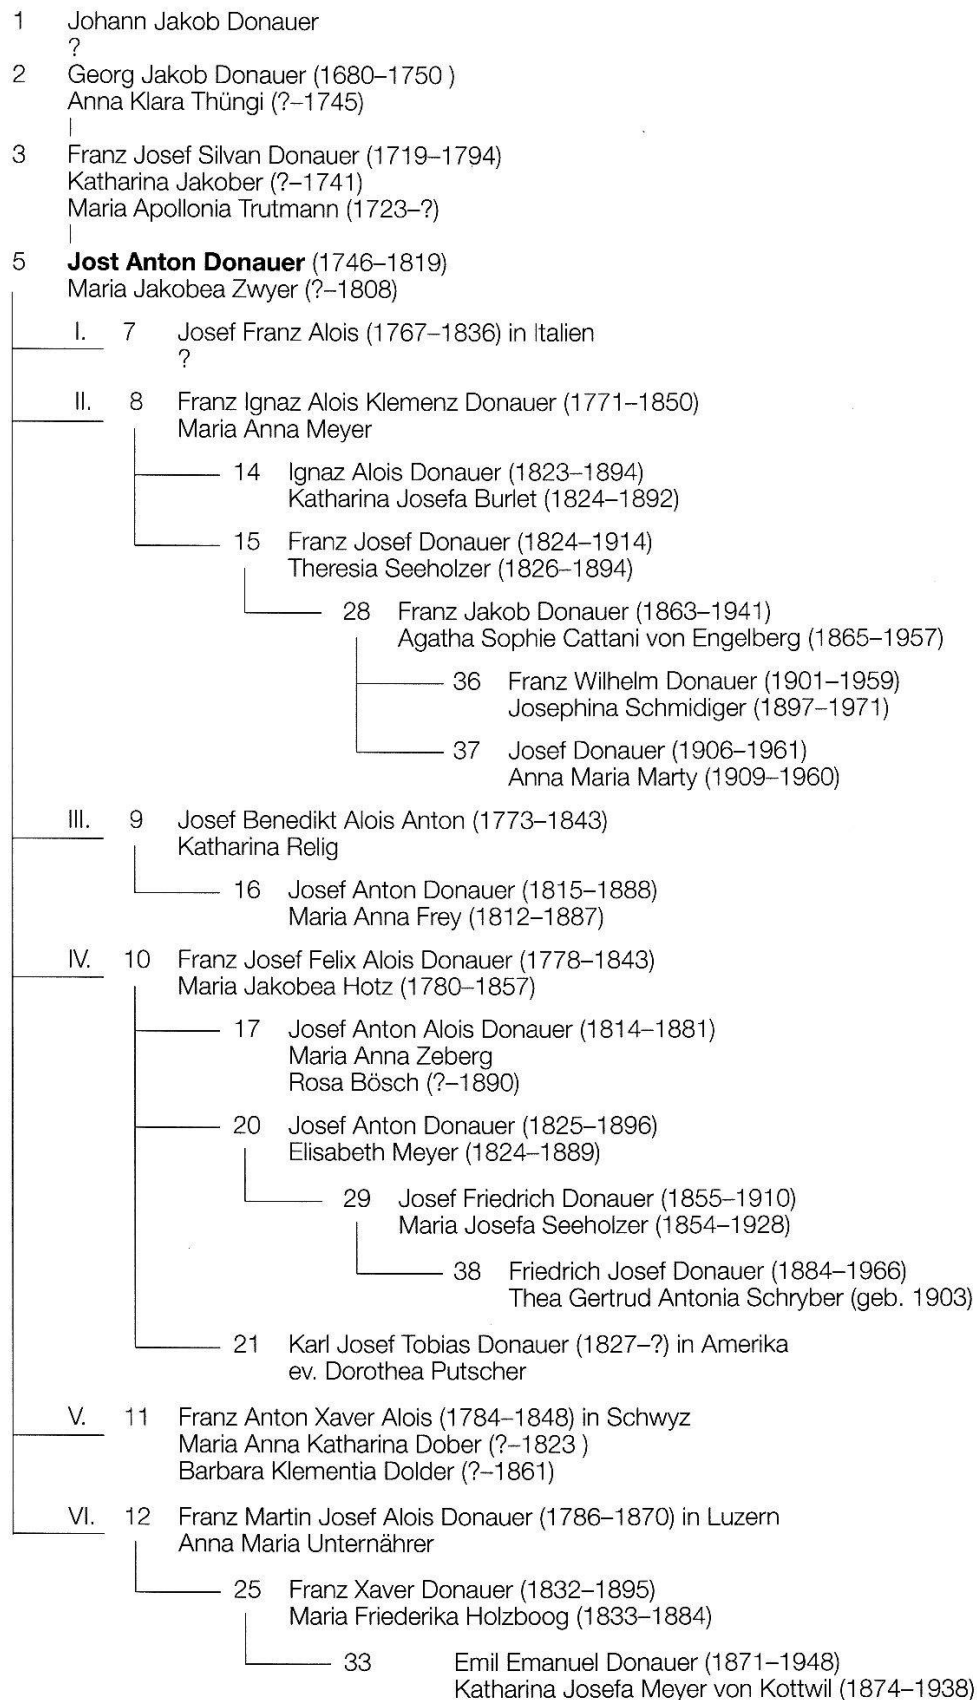 1 Johann Jakob Donauer
?
2 Georg Jakob Donauer (1680–1750 )
Anna Klara Thüngi (?–1745)
3 Franz Josef Silvan Donauer (1719–1794)
Katharina Jakober (?–1741)
Maria Apollonia Trutmann (1723–?)
5 Jost Anton Donauer (1746–1819)
Maria Jakobea Zwyer (?–1808)
I. 7 Josef Franz Alois (1767–1836) in Italien
?
II. 8 Franz Ignaz Alois Klemenz Donauer (1771–1850)
Maria Anna Meyer
14 Ignaz Alois Donauer (1823–1894)
Katharina Josefa Burlet (1824–1892)
15 Franz Josef Donauer (1824–1914)
Theresia Seeholzer (1826–1894)
28 Franz Jakob Donauer (1863–1941)
Agatha Sophie Cattani von Engelberg (1865–1957)
36 Franz Wilhelm Donauer (1901–1959)
Josephina Schmidiger (1897–1971)
37 Josef Donauer (1906–1961)
Anna Maria Marty (1909–1960)
III. 9 Josef Benedikt Alois Anton (1773–1843)
Katharina Relig
16 Josef Anton Donauer (1815–1888)
Maria Anna Frey (1812–1887)
IV. 10 Franz Josef Felix Alois Donauer (1778–1843)
Maria Jakobea Hotz (1780–1857)
17 Josef Anton Alois Donauer (1814–1881)
Maria Anna Zeberg
Rosa Bösch (?–1890)
20 Josef Anton Donauer (1825–1896)
Elisabeth Meyer (1824–1889)
29 Josef Friedrich Donauer (1855–1910)
Maria Josefa Seeholzer (1854–1928)
38 Friedrich Josef Donauer (1884–1966)
Thea Gertrud Antonia Schryber (geb. 1903)
21 Karl Josef Tobias Donauer (1827–?) in Amerika
ev. Dorothea Putscher
V. 11 Franz Anton Xaver Alois (1784–1848) in Schwyz
Maria Anna Katharina Dober (?–1823 )
Barbara Klementia Dolder (?–1861)
VI. 12 Franz Martin Josef Alois Donauer (1786–1870) in Luzern
Anna Maria Unternährer
25 Franz Xaver Donauer (1832–1895)
Maria Friederika Holzboog (1833–1884)
33 Emil Emanuel Donauer (1871–1948)
Katharina Josefa Meyer von Kottwil (1874–1938)